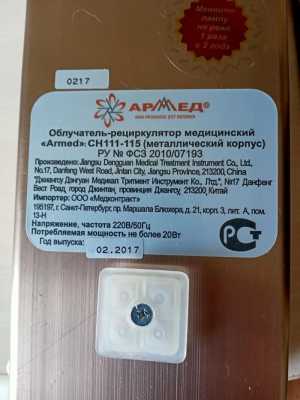 Меняйте
лампу
не реже
1 раза
в 2 года
0217
АРМЕД
Облучатель-рециркулятор медицинский
«Armed»: СН111-115 (металлический корпус)
РУ № ФСЗ 2010/07193
Произведено: Jiangsu Dengguan Medical Treatment Instrument Co., Ltd.,
No.17, Danfeng West Road, Jintan City, Jiangsu Province, 213200, China
"Джиангсу Дэнгуан Медикал Тритмент Инструмент Ко., Лтд.", №17 Данфенг
Вест Роад, город Джинтан, провинция Джангсу, 213200, Китай
Импортер: ООО «Медконтракт»
196197, г. Санкт-Петербург, пр. Маршала Блюхера, д. 21, корп. 3, лит. А, пом.
13-Н
Напряжение, частота 220В/50Гц
Потребляемая мощность не более 20Вт
Год выпуска:
02.2017